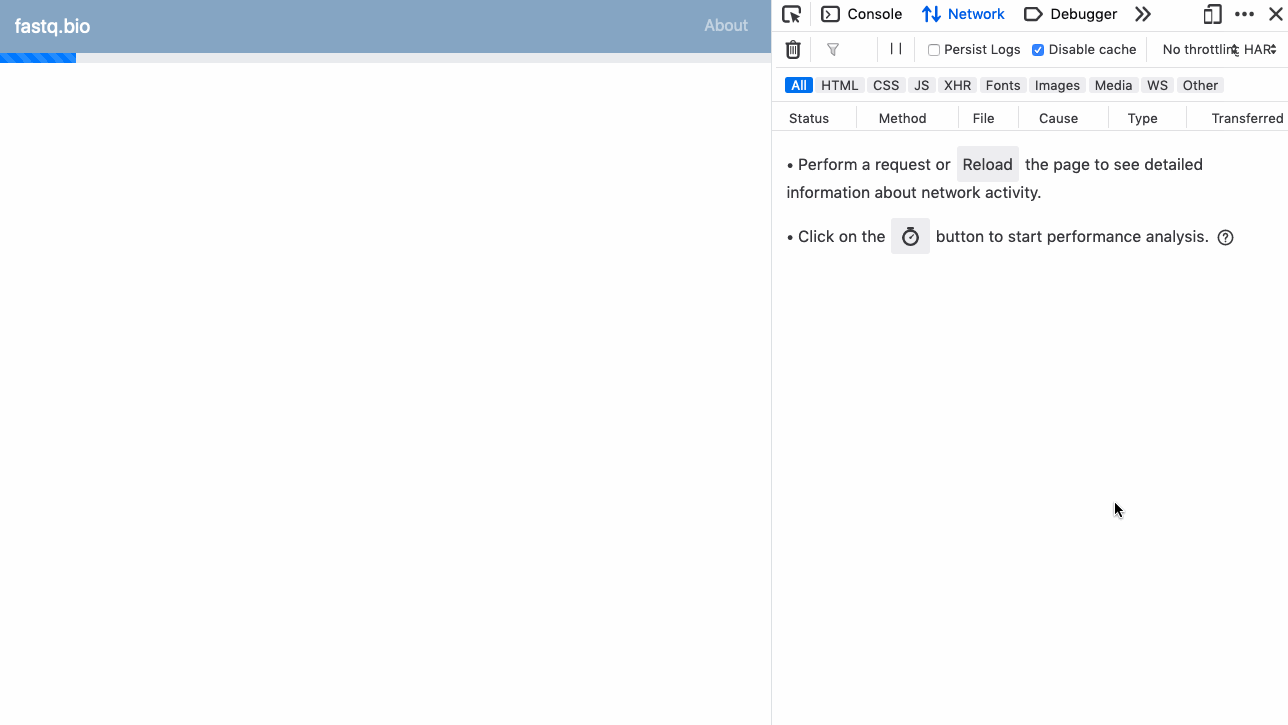 fastq.bio
About
Console Network Debugger
Persist Logs Disable cache No throttling HAR
All HTML CSS JS XHR Fonts Images Media WS Other
Status Method File Cause Type Transferred
• Perform a request or Reload the page to see detailed
information about network activity.
• Click on the button to start performance analysis.